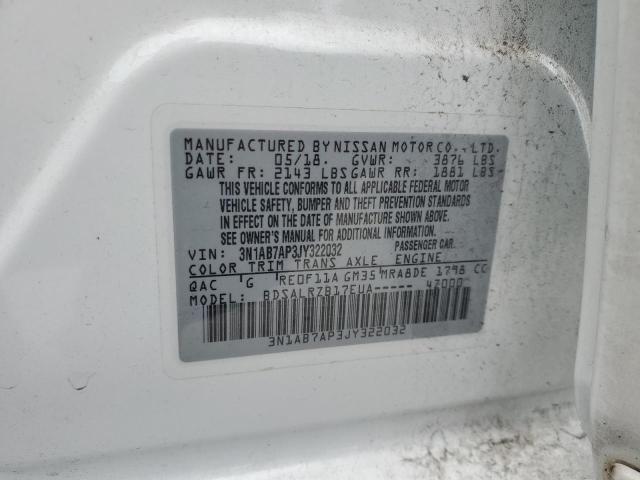 MANUFACTURED BY NISSAN MOTOR CO., LTD.
DATE: 05/18. GVWR: 3876 LBS
GAWR FR: 2143 LBS GAWR RR: 1881 LBS
THIS VEHICLE CONFORMS TO ALL APPLICABLE FEDERAL MOTOR
VEHICLE SAFETY, BUMPER AND THEFT PREVENTION STANDARDS
IN EFFECT ON THE DATE OF MANUFACTURE SHOWN ABOVE.
SEE OWNER'S MANUAL FOR ADDITIONAL INFORMATION.
VIN: 3N1AB7AP3JY322032 PASSENGER CAR.
COLOR TRIM TRANS AXLE ENGINE
QAC G RE0F11A GM35 MRA8DE 1798 CC
MODEL: BDSALRZB17EUA----- 47000
3N1AB7AP3JY322032